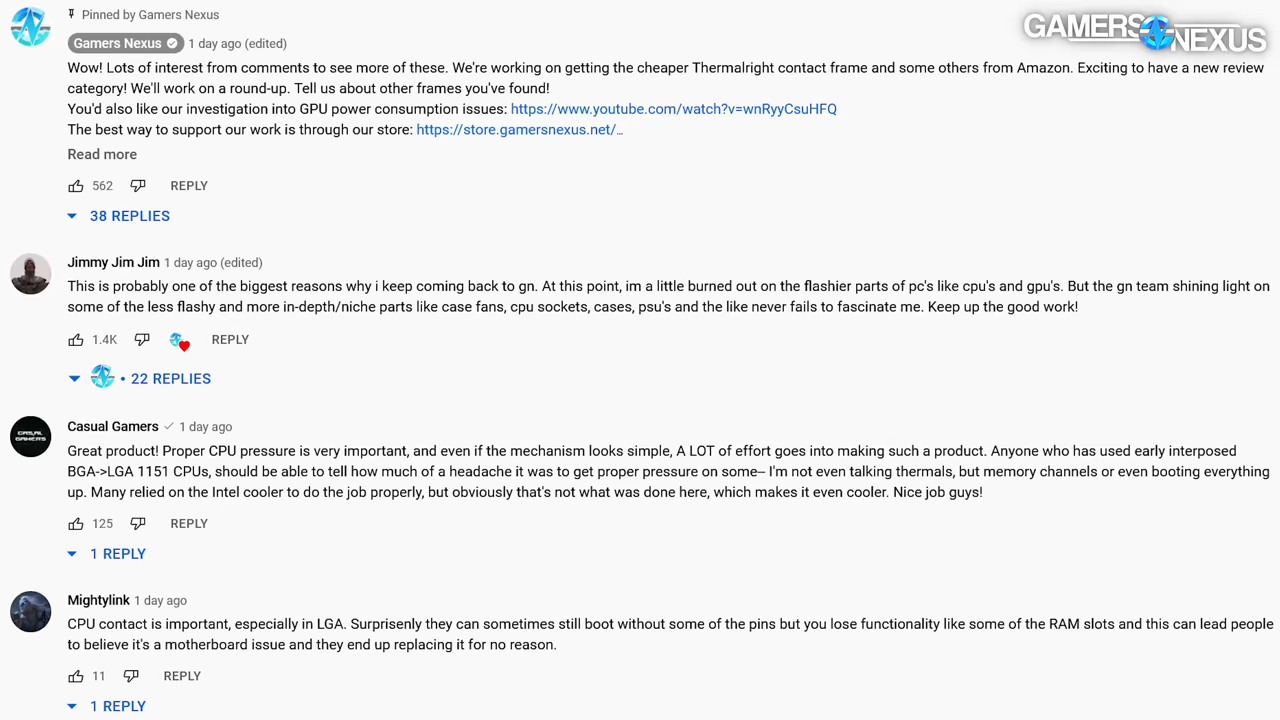 Pinned by Gamers Nexus
GAMERS NEXUS
Gamers Nexus 1 day ago (edited)
Wow! Lots of interest from comments to see more of these. We're working on getting the cheaper Thermalright contact frame and some others from Amazon. Exciting to have a new review
category! We'll work on a round-up. Tell us about other frames you've found!
You'd also like our investigation into GPU power consumption issues: https://www.youtube.com/watch?v=wnRyyCsuHFQ
The best way to support our work is through our store: https://store.gamersnexus.net/...
Read more
562 REPLY
38 REPLIES
Jimmy Jim Jim 1 day ago (edited)
This is probably one of the biggest reasons why i keep coming back to gn. At this point, im a little burned out on the flashier parts of pc's like cpu's and gpu's. But the gn team shining light on
some of the less flashy and more in-depth/niche parts like case fans, cpu sockets, cases, psu's and the like never fails to fascinate me. Keep up the good work!
1.4K REPLY
• 22 REPLIES
CASUAL
GAMERS
Casual Gamers 1 day ago
Great product! Proper CPU pressure is very important, and even if the mechanism looks simple, A LOT of effort goes into making such a product. Anyone who has used early interposed
BGA->LGA 1151 CPUs, should be able to tell how much of a headache it was to get proper pressure on some-- I'm not even talking thermals, but memory channels or even booting everything
up. Many relied on the Intel cooler to do the job properly, but obviously that's not what was done here, which makes it even cooler. Nice job guys!
125 REPLY
1 REPLY
Mightylink 1 day ago
CPU contact is important, especially in LGA. Surprisenly they can sometimes still boot without some of the pins but you lose functionality like some of the RAM slots and this can lead people
to believe it's a motherboard issue and they end up replacing it for no reason.
11 REPLY
1 REPLY